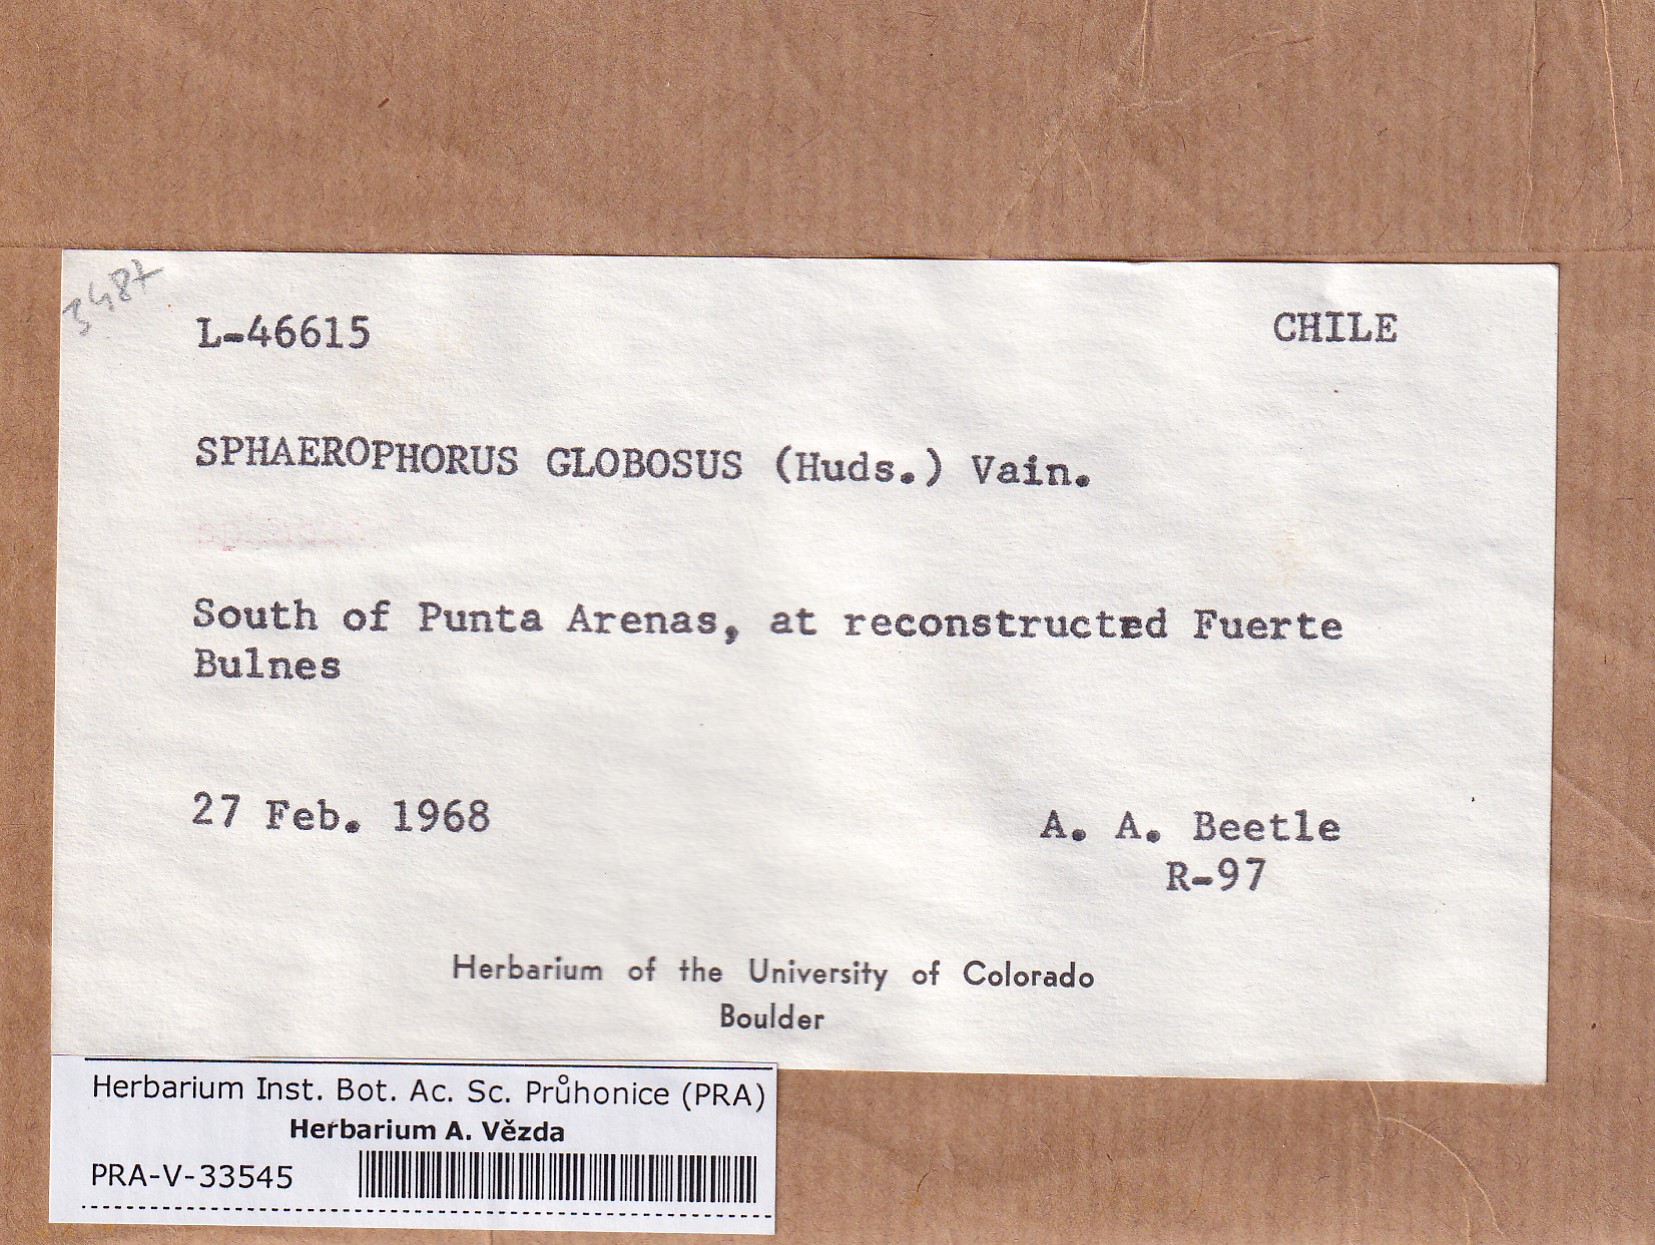 3487
L-46615 CHILE
SPHAEROPHORUS GLOBOSUS (Huds.) Vain.
South of Punta Arenas, at reconstructed Fuerte
Bulnes
27 Feb. 1968 A. A. Beetle
R-97
Herbarium of the University of Colorado
Boulder
Herbarium Inst. Bot. Ac. Sc. Průhonice (PRA)
Herbarium A. Vězda
PRA-V-33545